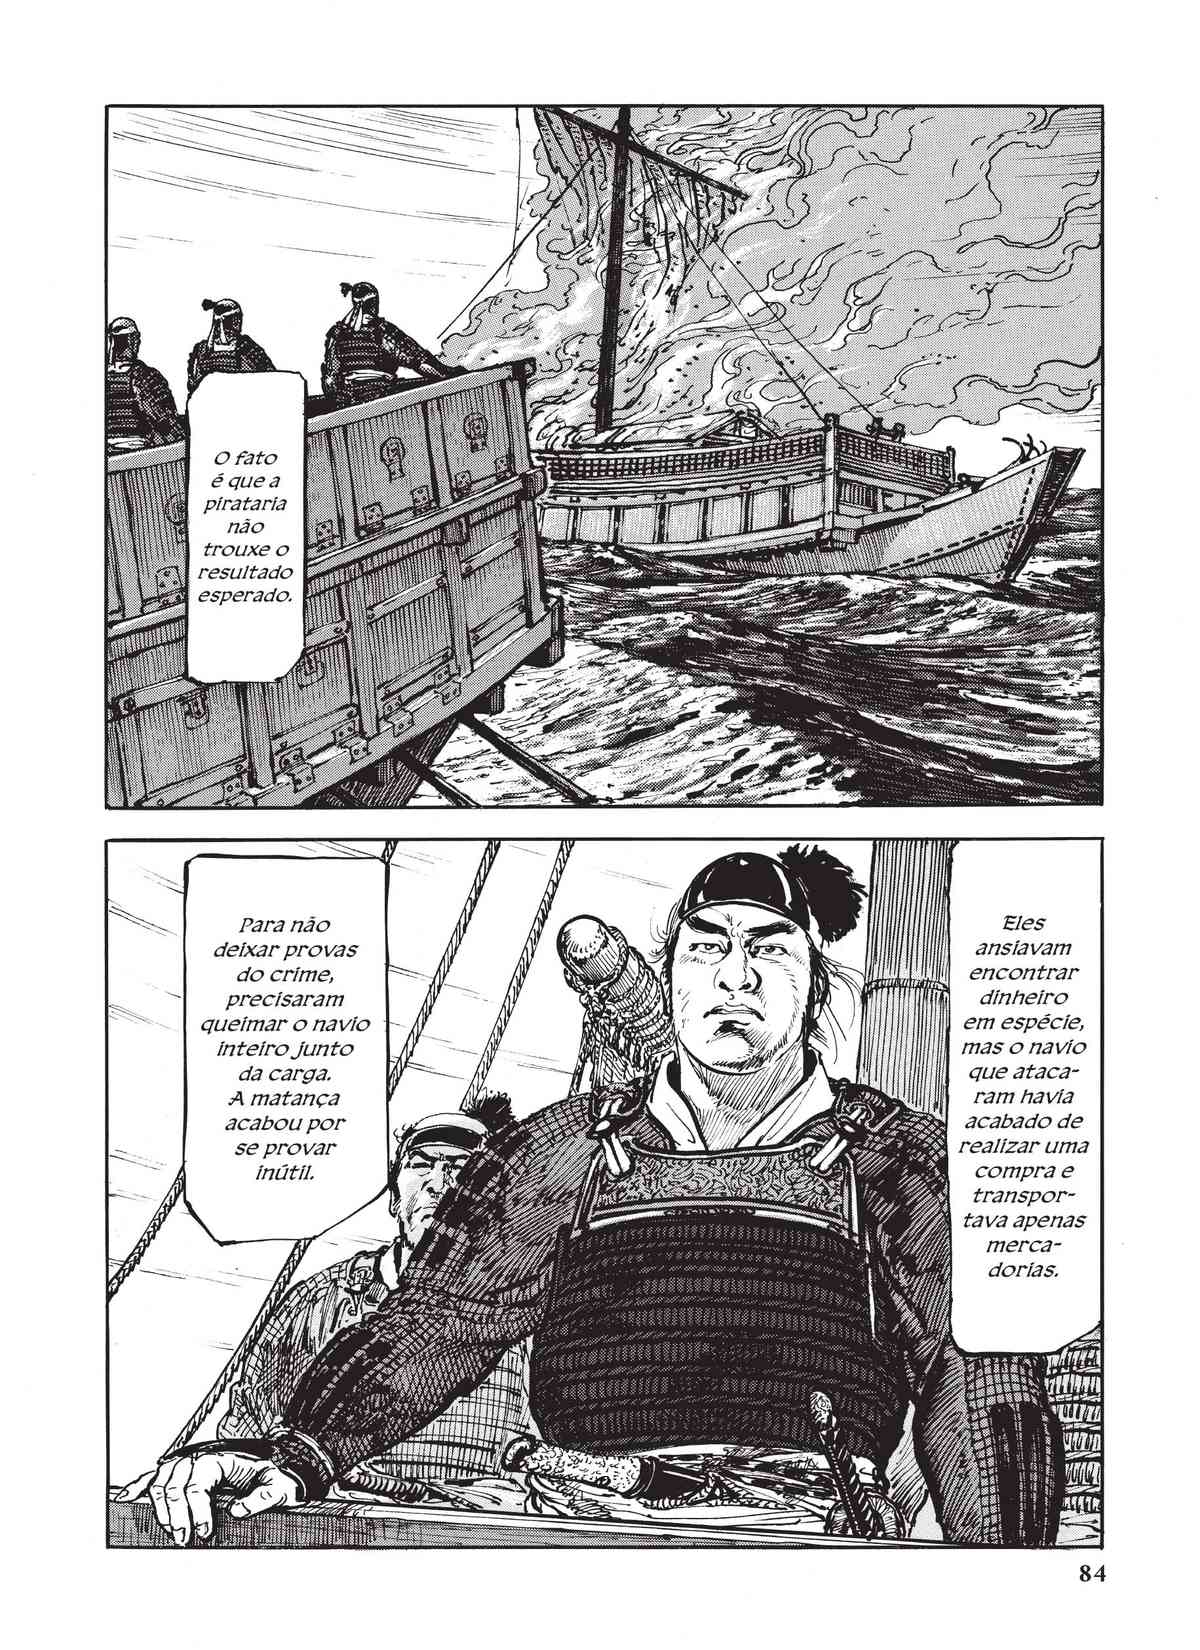 O fato
é que a
pirataria
não
trouxe o
resultado
esperado.
Eles
ansiavam
encontrar
dinheiro
em espécie,
mas o navio
que ataca-
ram havia
acabado de
realizar uma
compra e
transpor-
tava apenas
merca-
dorias.
Para não
deixar provas
do crime,
precisaram
queimar o navio
inteiro junto
da carga.
A matança
acabou por
se provar
inútil.
84